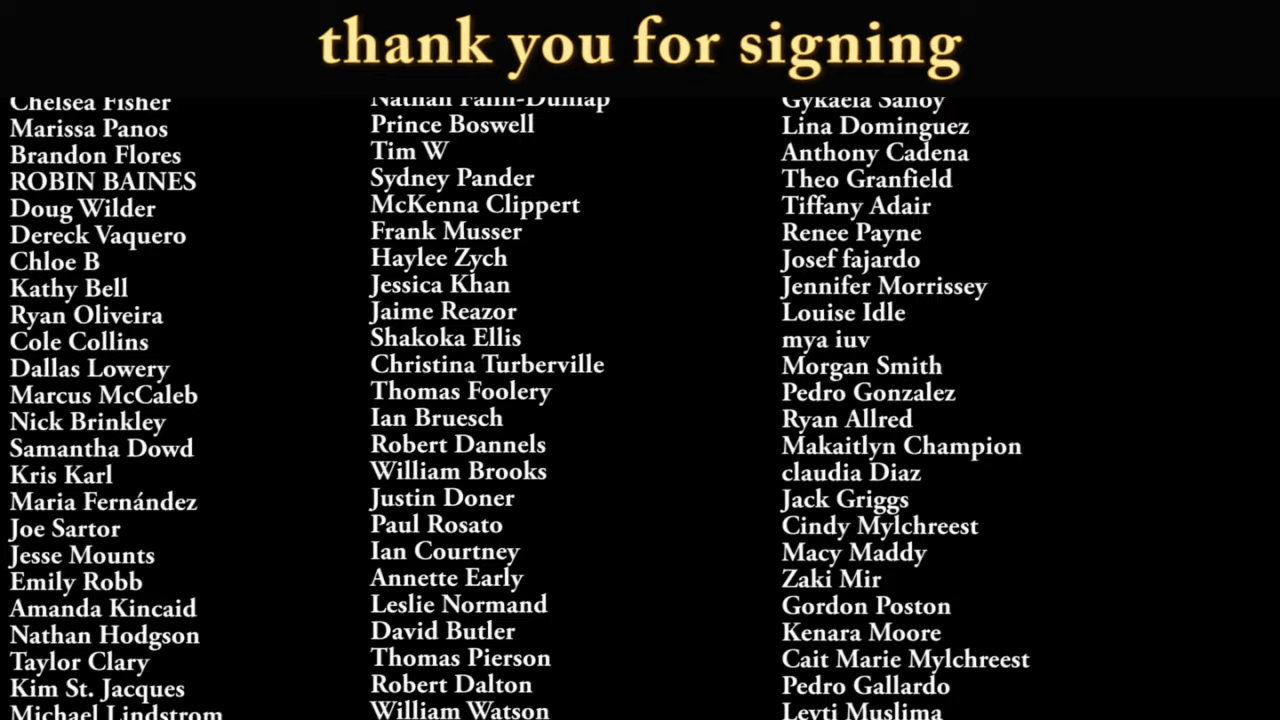 thank you for signing
Chelsea Fisher
Marissa Panos
Brandon Flores
ROBIN BAINES
Doug Wilder
Dereck Vaquero
Chloe B
Kathy Bell
Ryan Oliveira
Cole Collins
Dallas Lowery
Marcus McCaleb
Nick Brinkley
Samantha Dowd
Kris Karl
Maria Fernández
Joe Sartor
Jesse Mounts
Emily Robb
Amanda Kincaid
Nathan Hodgson
Taylor Clary
Kim St. Jacques
Michael Lindstrom
Nathan
Prince Boswell
Tim W
Sydney Pander
McKenna Clippert
Frank Musser
Haylee Zych
Jessica Khan
Jaime Reazor
Shakoka Ellis
Christina Turberville
Thomas Foolery
Ian Bruesch
Robert Dannels
William Brooks
Justin Doner
Paul Rosato
Ian Courtney
Annette Early
Leslie Normand
David Butler
Thomas Pierson
Robert Dalton
William Watson
Lina Dominguez
Anthony Cadena
Theo Granfield
Tiffany Adair
Renee Payne
Josef fajardo
Jennifer Morrissey
Louise Idle
mya iuv
Morgan Smith
Pedro Gonzalez
Ryan Allred
Makaitlyn Champion
claudia Diaz
Jack Griggs
Cindy Mylchreest
Macy Maddy
Zaki Mir
Gordon Poston
Kenara Moore
Cait Marie Mylchreest
Pedro Gallardo
Leyti Muslima